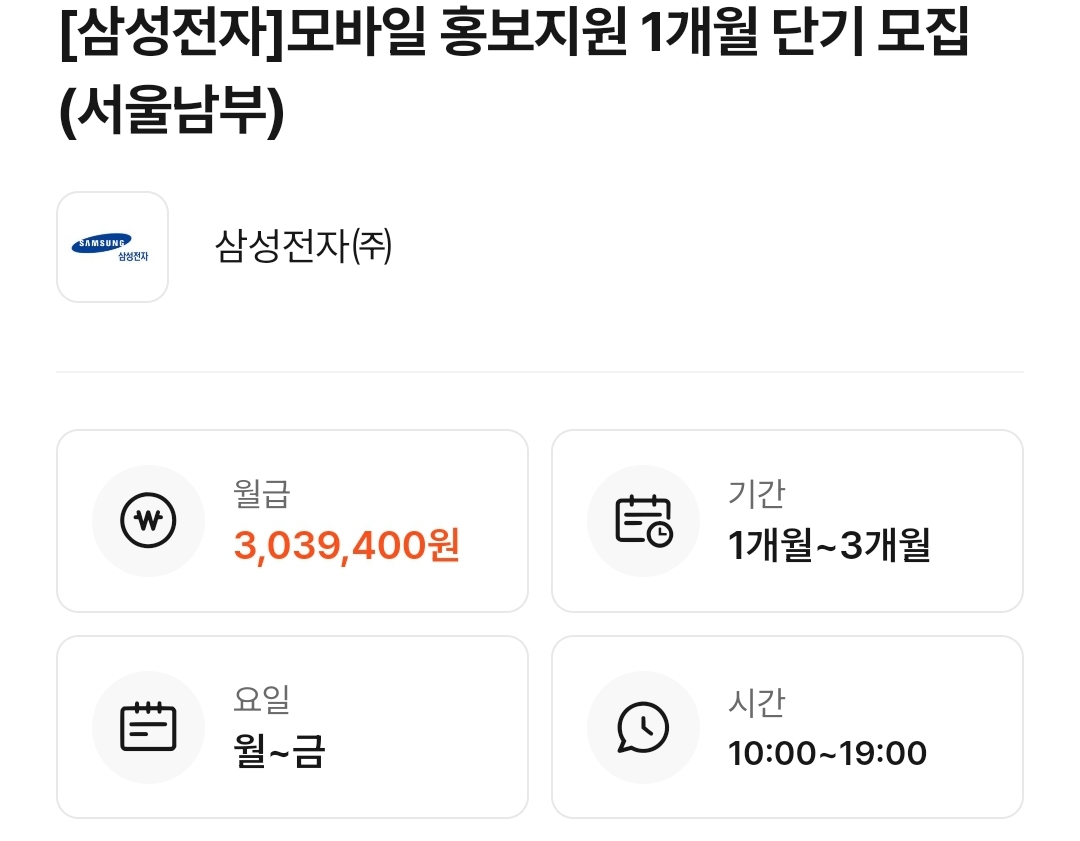 [삼성전자]모바일 홍보지원 1개월 단기 모집
(서울남부)
SAMSUNG
삼성전자
삼성전자㈜
월급
3,039,400원
기간
1개월~3개월
요일
월~금
시간
10:00~19:00